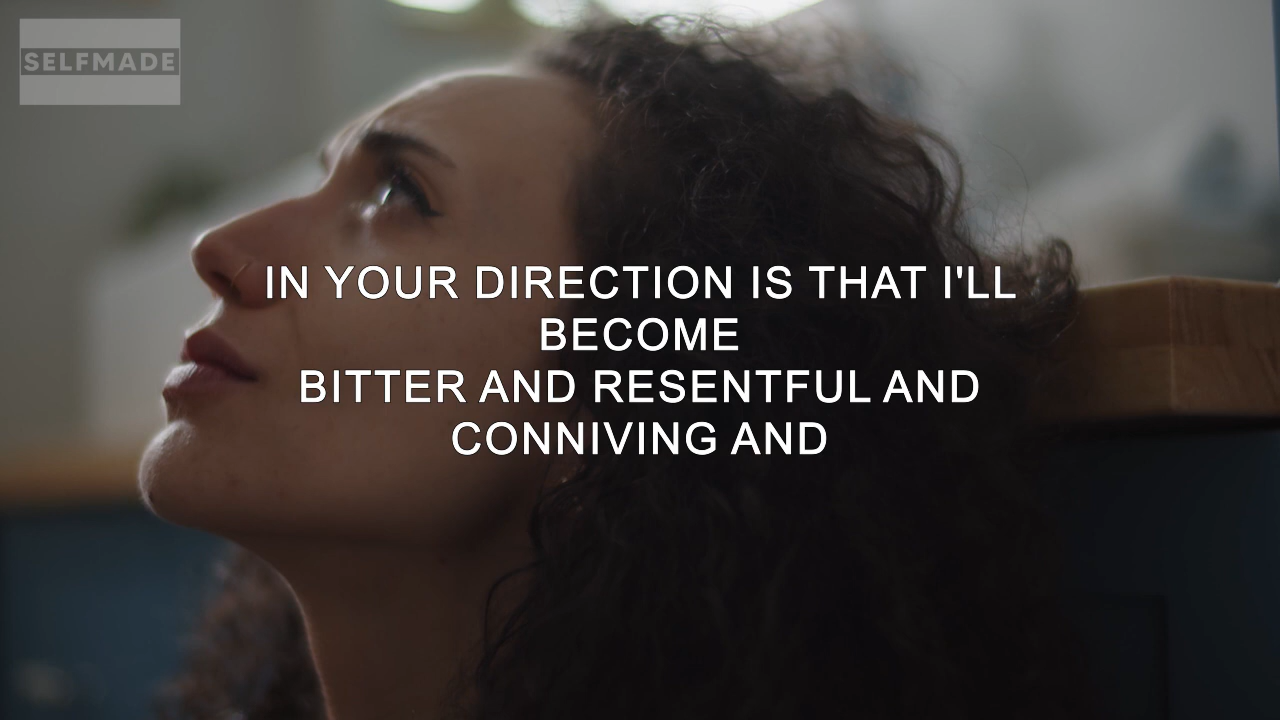 SELFMADE
IN YOUR DIRECTION IS THAT I'LL
BECOME
BITTER AND RESENTFUL AND
CONNIVING AND